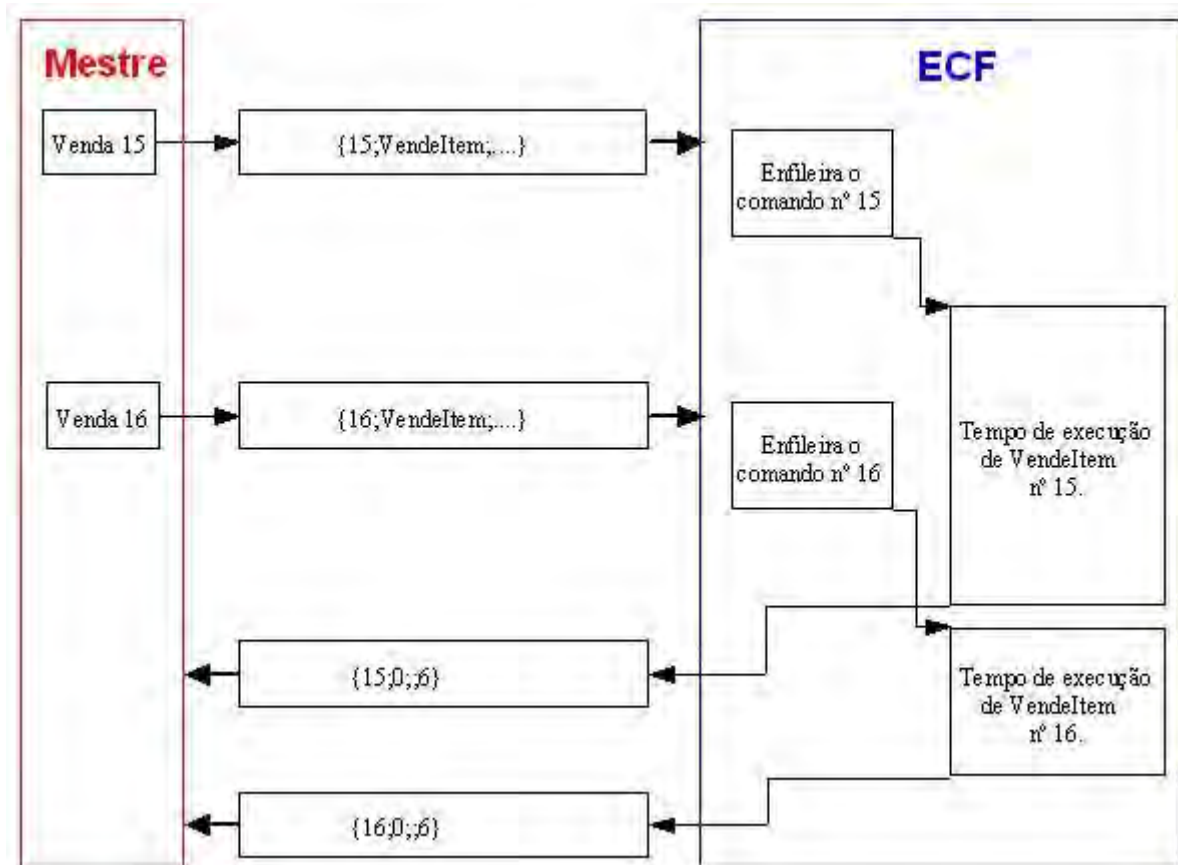 Mestre
ECF
Venda 15
{15;VendeItem;....}
Enfileira o
comando nº 15
Venda 16
{16;VendeItem;....}
Enfileira o
comando nº 16
Tempo de execução
de VendeItem
nº 15.
{15;0;;6}
Tempo de execução
de VendeItem
nº 16.
{16;0;;6}